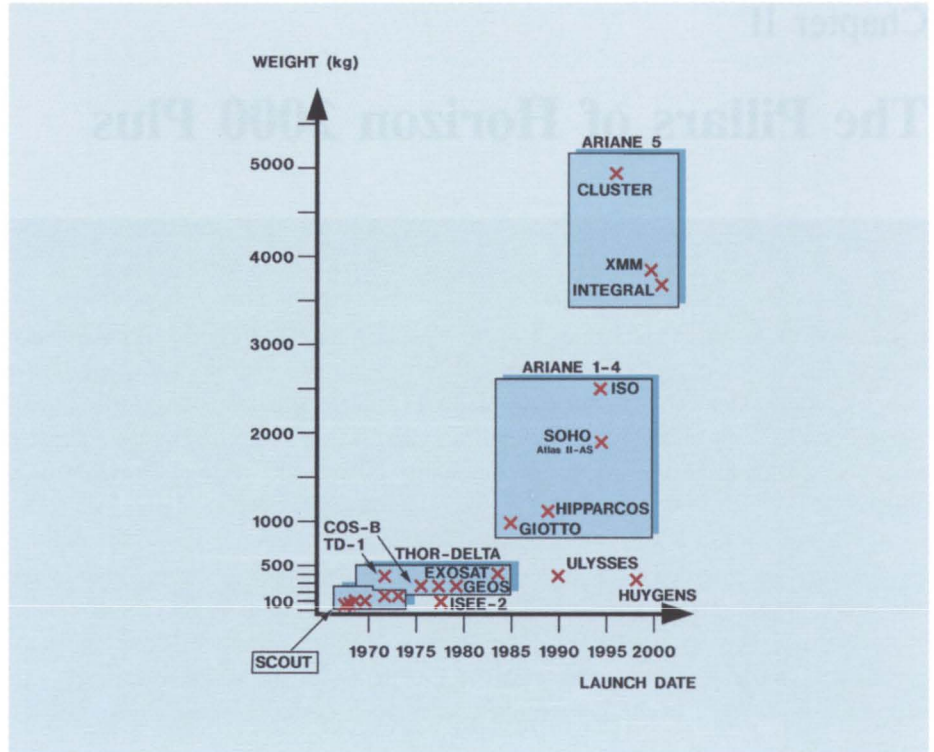 Chapter II
The Pillars of Horizon 2000 Plus
WEIGHT (kg)
ARIANE 5
5000
CLUSTER
4000
XMM
INTEGRAL
3000
ARIANE 1-4
ISO
2000
SOHO
Atlas II-AS
1000
HIPPARCOS
GIOTTO
COS-B
TD-1
THOR-DELTA
500
EXOSAT
ULYSSES
GEOS
HUYGENS
100
ISEE-2
1970 1975 1980 1985 1990 1995 2000
SCOUT
LAUNCH DATE